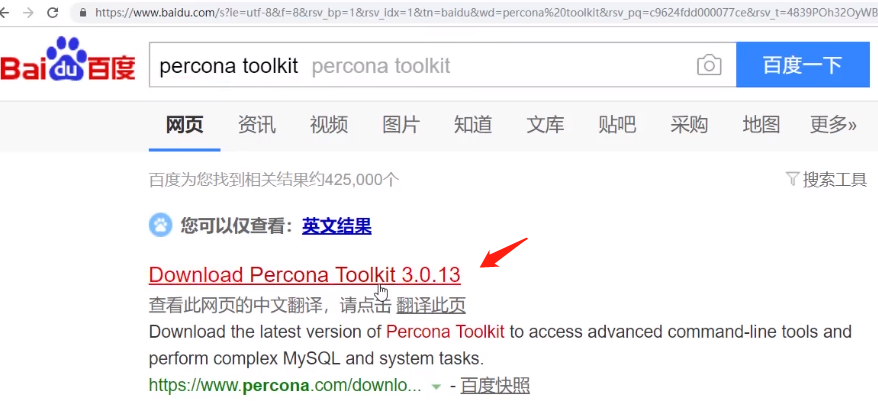 https://www.baidu.com/s?ie=utf-8&f=8&rsv_bp=1&rsv_idx=1&tn=baidu&wd=percona%20toolkit&rsv_pq=c9624fdd000077ce&rsv_t=4839POh32OyWB
Bai du 百度 percona toolkit percona toolkit 百度一下
网页 资讯 视频 图片 知道 文库 贴吧 采购 地图 更多»
百度为您找到相关结果约425,000个 搜索工具
您可以仅查看：英文结果
Download Percona Toolkit 3.0.13
查看此网页的中文翻译，请点击 翻译此页
Download the latest version of Percona Toolkit to access advanced command-line tools and
perform complex MySQL and system tasks.
https://www.percona.com/downlo... - 百度快照